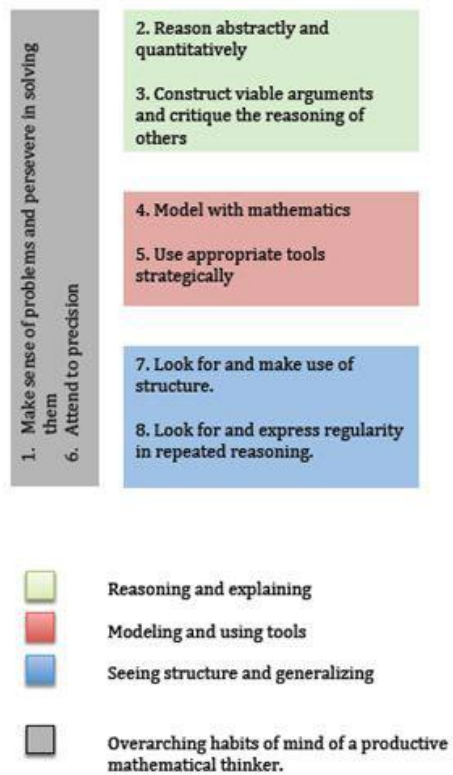 1. Make sense of problems and persevere in solving
them
6. Attend to precision
2. Reason abstractly and
quantitatively
3. Construct viable arguments
and critique the reasoning of
others
4. Model with mathematics
5. Use appropriate tools
strategically
7. Look for and make use of
structure.
8. Look for and express regularity
in repeated reasoning.
Reasoning and explaining
Modeling and using tools
Seeing structure and generalizing
Overarching habits of mind of a productive
mathematical thinker.